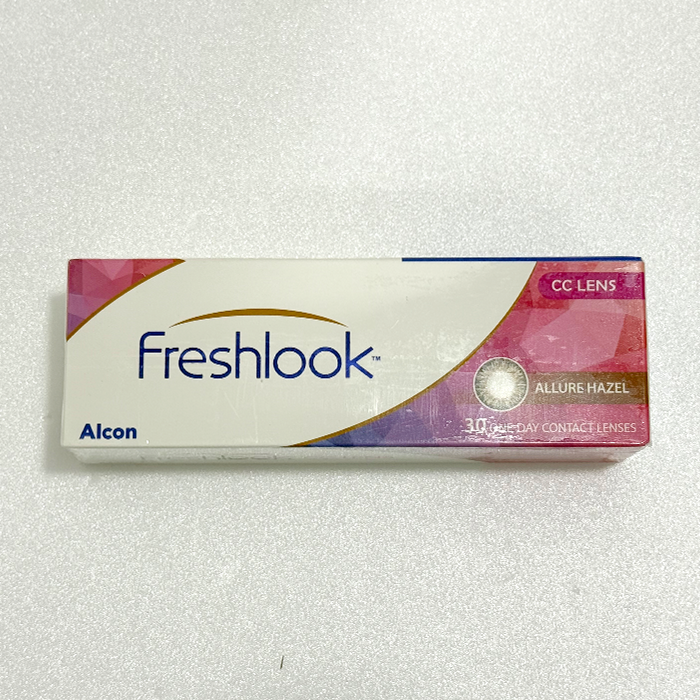 CC LENS
Freshlook™
ALLURE HAZEL
30 ONE-DAY CONTACT LENSES
Alcon